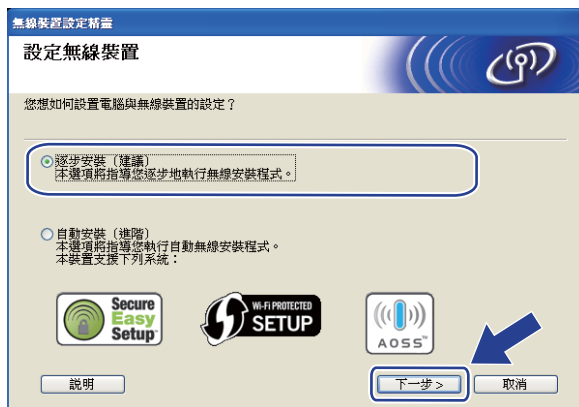 無線裝置設定精靈
設定無線裝置
您想如何設置電腦與無線裝置的設定？
逐步安裝（建議）
本選項將指導您逐步地執行無線安裝程式。
自動安裝（進階）
本選項將指導您執行自動無線安裝程式。
本裝置支援下列系統：
Secure
Easy
Setup™
Wi-Fi PROTECTED
SETUP
AOSS™
說明
下一步 >
取消